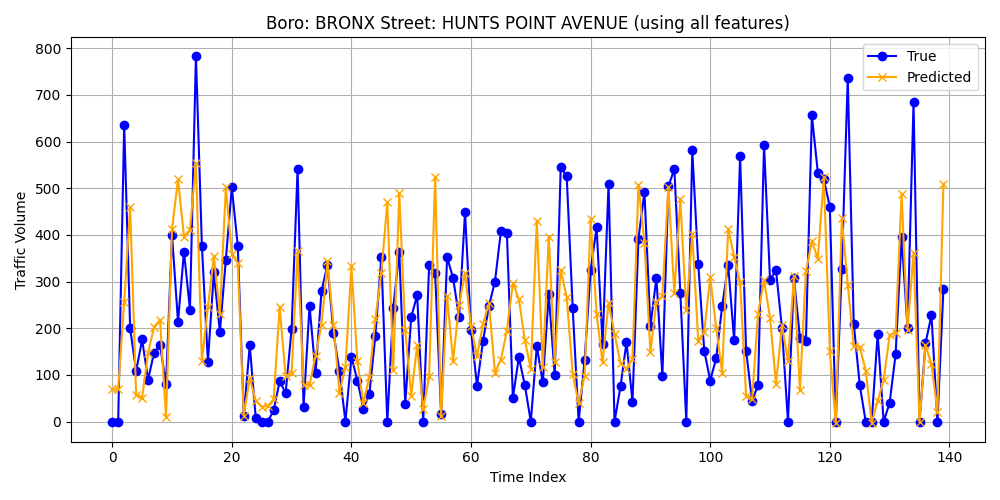 Boro: BRONX Street: HUNTS POINT AVENUE (using all features)
True
Predicted
Traffic Volume
800
700
600
500
400
300
200
100
0
0 20 40 60 80 100 120 140
Time Index